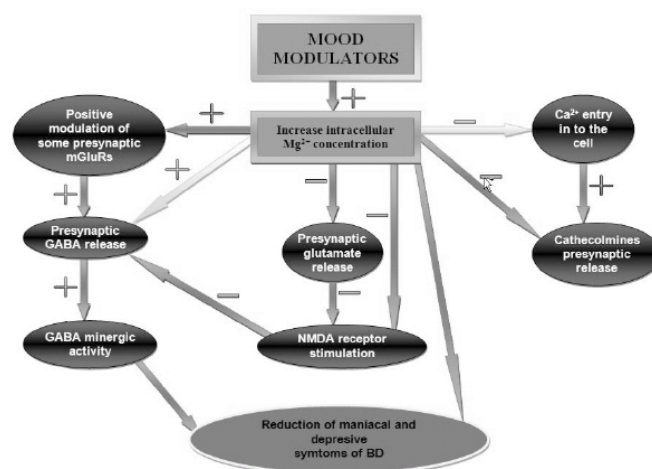 MOOD
MODULATORS
+
Positive
modulation of
some presynaptic
mGluRs
+
Increase intracellular
Mg²⁺ concentration
−
Ca²⁺ entry
in to the
cell
+
+
−
−
−
+
Presynaptic
GABA release
Presynaptic
glutamate
release
Cathecolmines
presynaptic
release
+
−
−
GABA minergic
activity
NMDA receptor
stimulation
Reduction of maniacal and
depresive
symtoms of BD